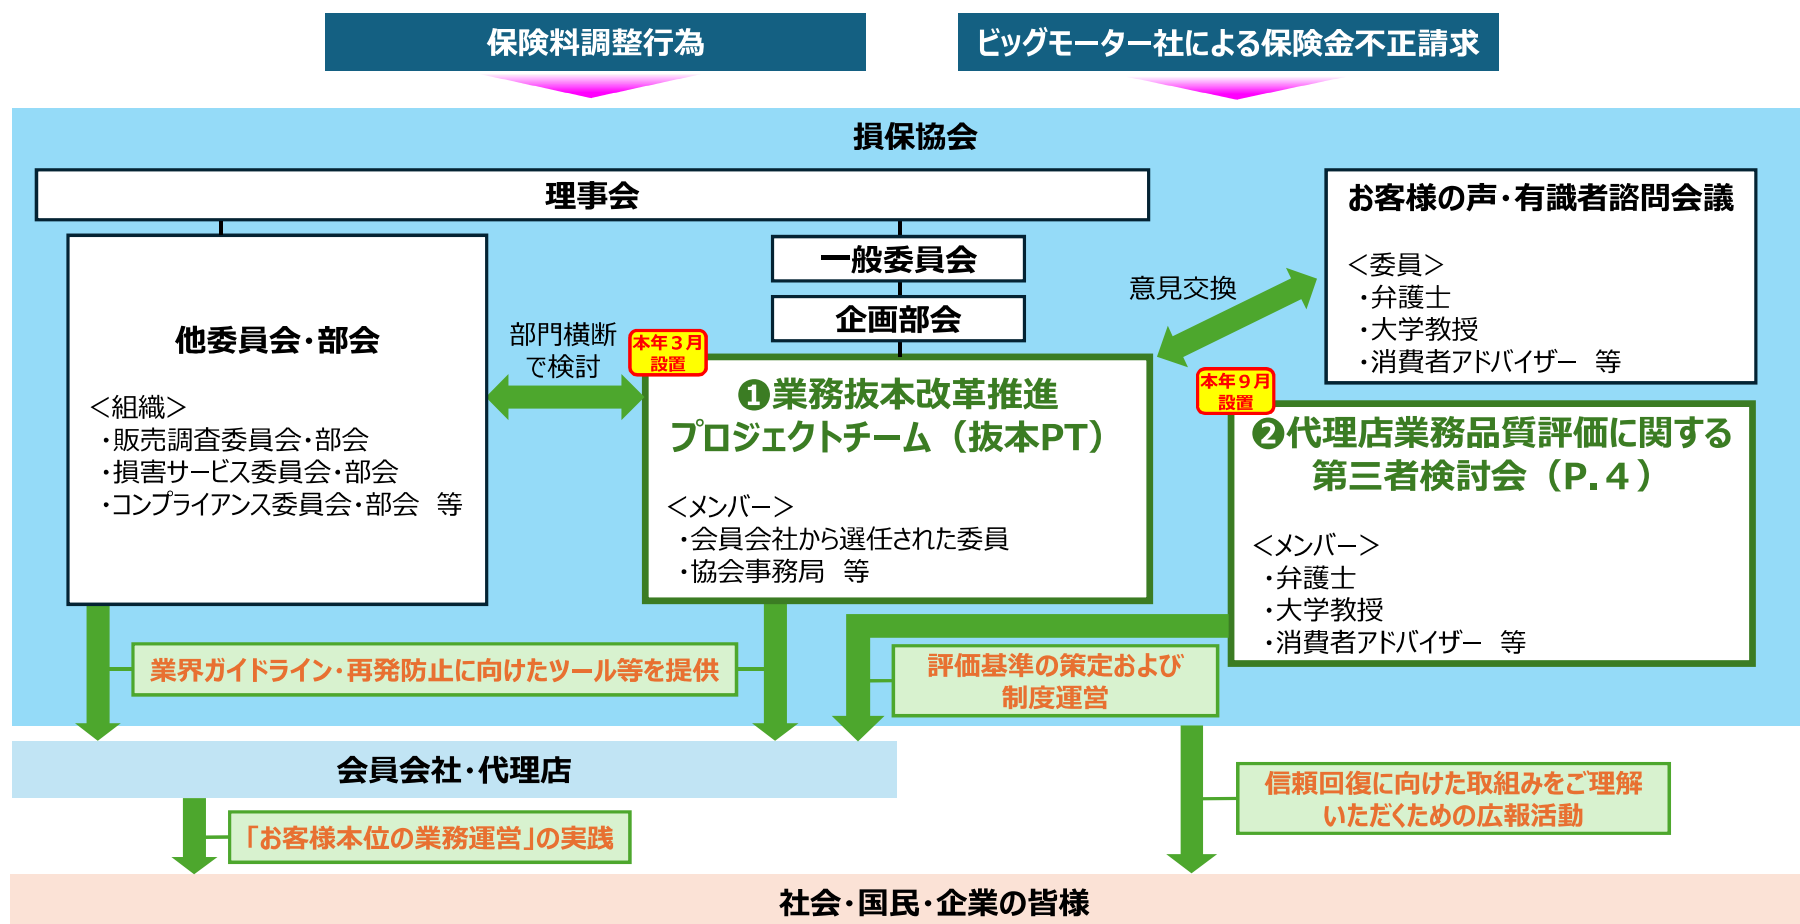 保険料調整行為
ビッグモーター社による保険金不正請求
損保協会
理事会
お客様の声・有識者諮問会議
＜委員＞
・弁護士
・大学教授
・消費者アドバイザー　等
一般委員会
企画部会
意見交換
他委員会・部会
＜組織＞
・販売調査委員会・部会
・損害サービス委員会・部会
・コンプライアンス委員会・部会　等
部門横断
で検討
本年３月
設置
❶業務抜本改革推進
プロジェクトチーム（抜本PT）
＜メンバー＞
・会員会社から選任された委員
・協会事務局　等
本年９月
設置
❷代理店業務品質評価に関する
第三者検討会（P.４）
＜メンバー＞
・弁護士
・大学教授
・消費者アドバイザー　等
業界ガイドライン・再発防止に向けたツール等を提供
評価基準の策定および
制度運営
会員会社・代理店
信頼回復に向けた取組みをご理解
いただくための広報活動
「お客様本位の業務運営」の実践
社会・国民・企業の皆様